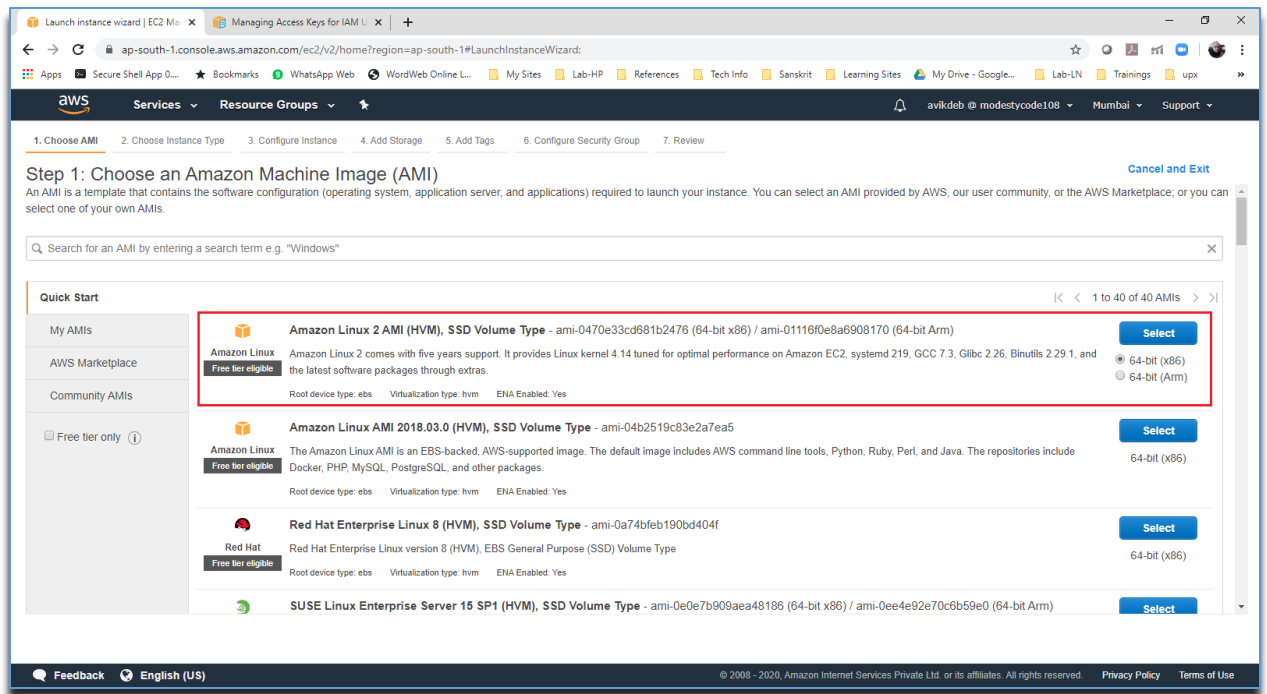 Launch instance wizard | EC2 Ma
Managing Access Keys for IAM U
ap-south-1.console.aws.amazon.com/ec2/v2/home?region=ap-south-1#LaunchInstanceWizard:
Apps Secure Shell App 0.... Bookmarks WhatsApp Web WordWeb Online L... My Sites Lab-HP References Tech Info Sanskrit Learning Sites My Drive - Google... Lab-LN Trainings upx »
aws Services Resource Groups avikdeb @ modestycode108 Mumbai Support
1. Choose AMI 2. Choose Instance Type 3. Configure Instance 4. Add Storage 5. Add Tags 6. Configure Security Group 7. Review
Step 1: Choose an Amazon Machine Image (AMI)
Cancel and Exit
An AMI is a template that contains the software configuration (operating system, application server, and applications) required to launch your instance. You can select an AMI provided by AWS, our user community, or the AWS Marketplace; or you can
select one of your own AMIs.
Search for an AMI by entering a search term e.g. "Windows"
Quick Start
1 to 40 of 40 AMIs
My AMIs
AWS Marketplace
Community AMIs
Free tier only
Amazon Linux 2 AMI (HVM), SSD Volume Type - ami-0470e33cd681b2476 (64-bit x86) / ami-01116f0e8a6908170 (64-bit Arm)
Amazon Linux
Free tier eligible
Amazon Linux 2 comes with five years support. It provides Linux kernel 4.14 tuned for optimal performance on Amazon EC2, systemd 219, GCC 7.3, Glibc 2.26, Binutils 2.29.1, and
the latest software packages through extras.
Root device type: ebs Virtualization type: hvm ENA Enabled: Yes
Select
64-bit (x86)
64-bit (Arm)
Amazon Linux AMI 2018.03.0 (HVM), SSD Volume Type - ami-04b2519c83e2a7ea5
Amazon Linux
Free tier eligible
The Amazon Linux AMI is an EBS-backed, AWS-supported image. The default image includes AWS command line tools, Python, Ruby, Perl, and Java. The repositories include
Docker, PHP, MySQL, PostgreSQL, and other packages.
Root device type: ebs Virtualization type: hvm ENA Enabled: Yes
Select
64-bit (x86)
Red Hat Enterprise Linux 8 (HVM), SSD Volume Type - ami-0a74bfeb190bd404f
Red Hat
Free tier eligible
Red Hat Enterprise Linux version 8 (HVM), EBS General Purpose (SSD) Volume Type
Root device type: ebs Virtualization type: hvm ENA Enabled: Yes
Select
64-bit (x86)
SUSE Linux Enterprise Server 15 SP1 (HVM), SSD Volume Type - ami-0e0e7b909aea48186 (64-bit x86) / ami-0ee4e92e70c6b59e0 (64-bit Arm)
Select
Feedback English (US)
© 2008 - 2020, Amazon Internet Services Private Ltd. or its affiliates. All rights reserved. Privacy Policy Terms of Use